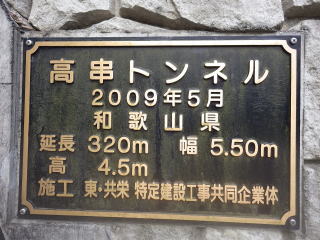 高串トンネル
2009年5月
和歌山県
延長 320m 幅 5.50m
高 4.5m
施工 東・共栄 特定建設工事共同企業体